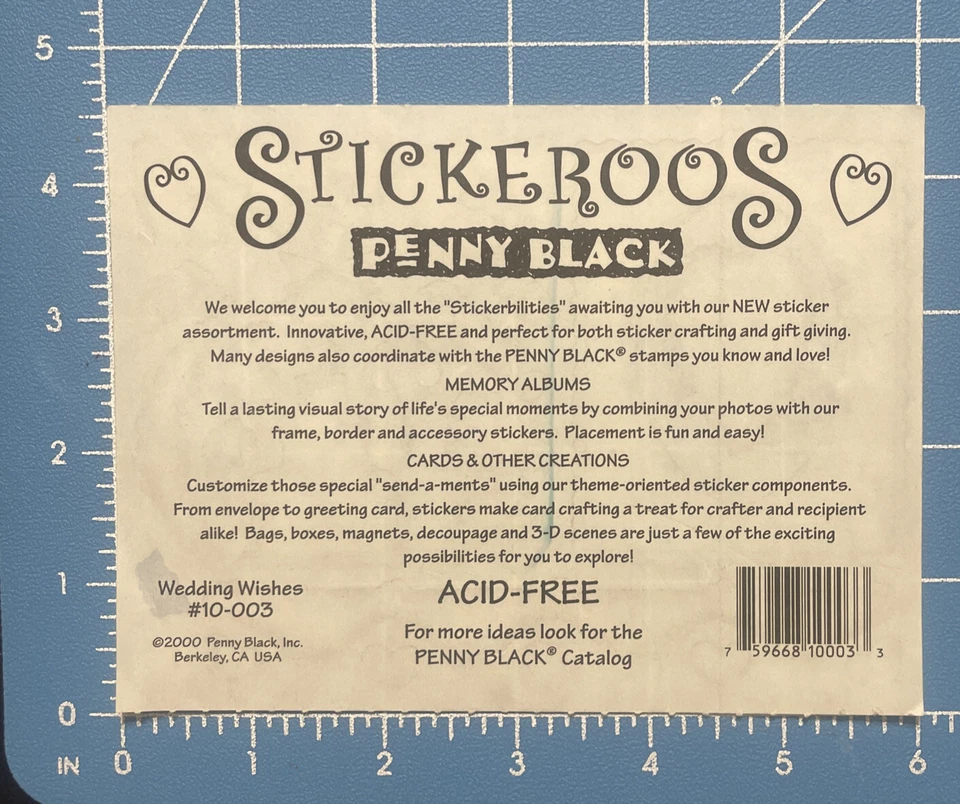 STICKEROOS
PENNY BLACK
We welcome you to enjoy all the "Stickerbilities" awaiting you with our NEW sticker
assortment. Innovative, ACID-FREE and perfect for both sticker crafting and gift giving.
Many designs also coordinate with the PENNY BLACK® stamps you know and love!
MEMORY ALBUMS
Tell a lasting visual story of life's special moments by combining your photos with our
frame, border and accessory stickers. Placement is fun and easy!
CARDS & OTHER CREATIONS
Customize those special "send-a-ments" using our theme-oriented sticker components.
From envelope to greeting card, stickers make card crafting a treat for crafter and recipient
alike! Bags, boxes, magnets, decoupage and 3-D scenes are just a few of the exciting
possibilities for you to explore!
Wedding Wishes
#10-003
©2000 Penny Black, Inc.
Berkeley, CA USA
ACID-FREE
For more ideas look for the
PENNY BLACK® Catalog
7 59668 10003 3
5
4
3
2
1
0
IN 0 1 2 3 4 5 6